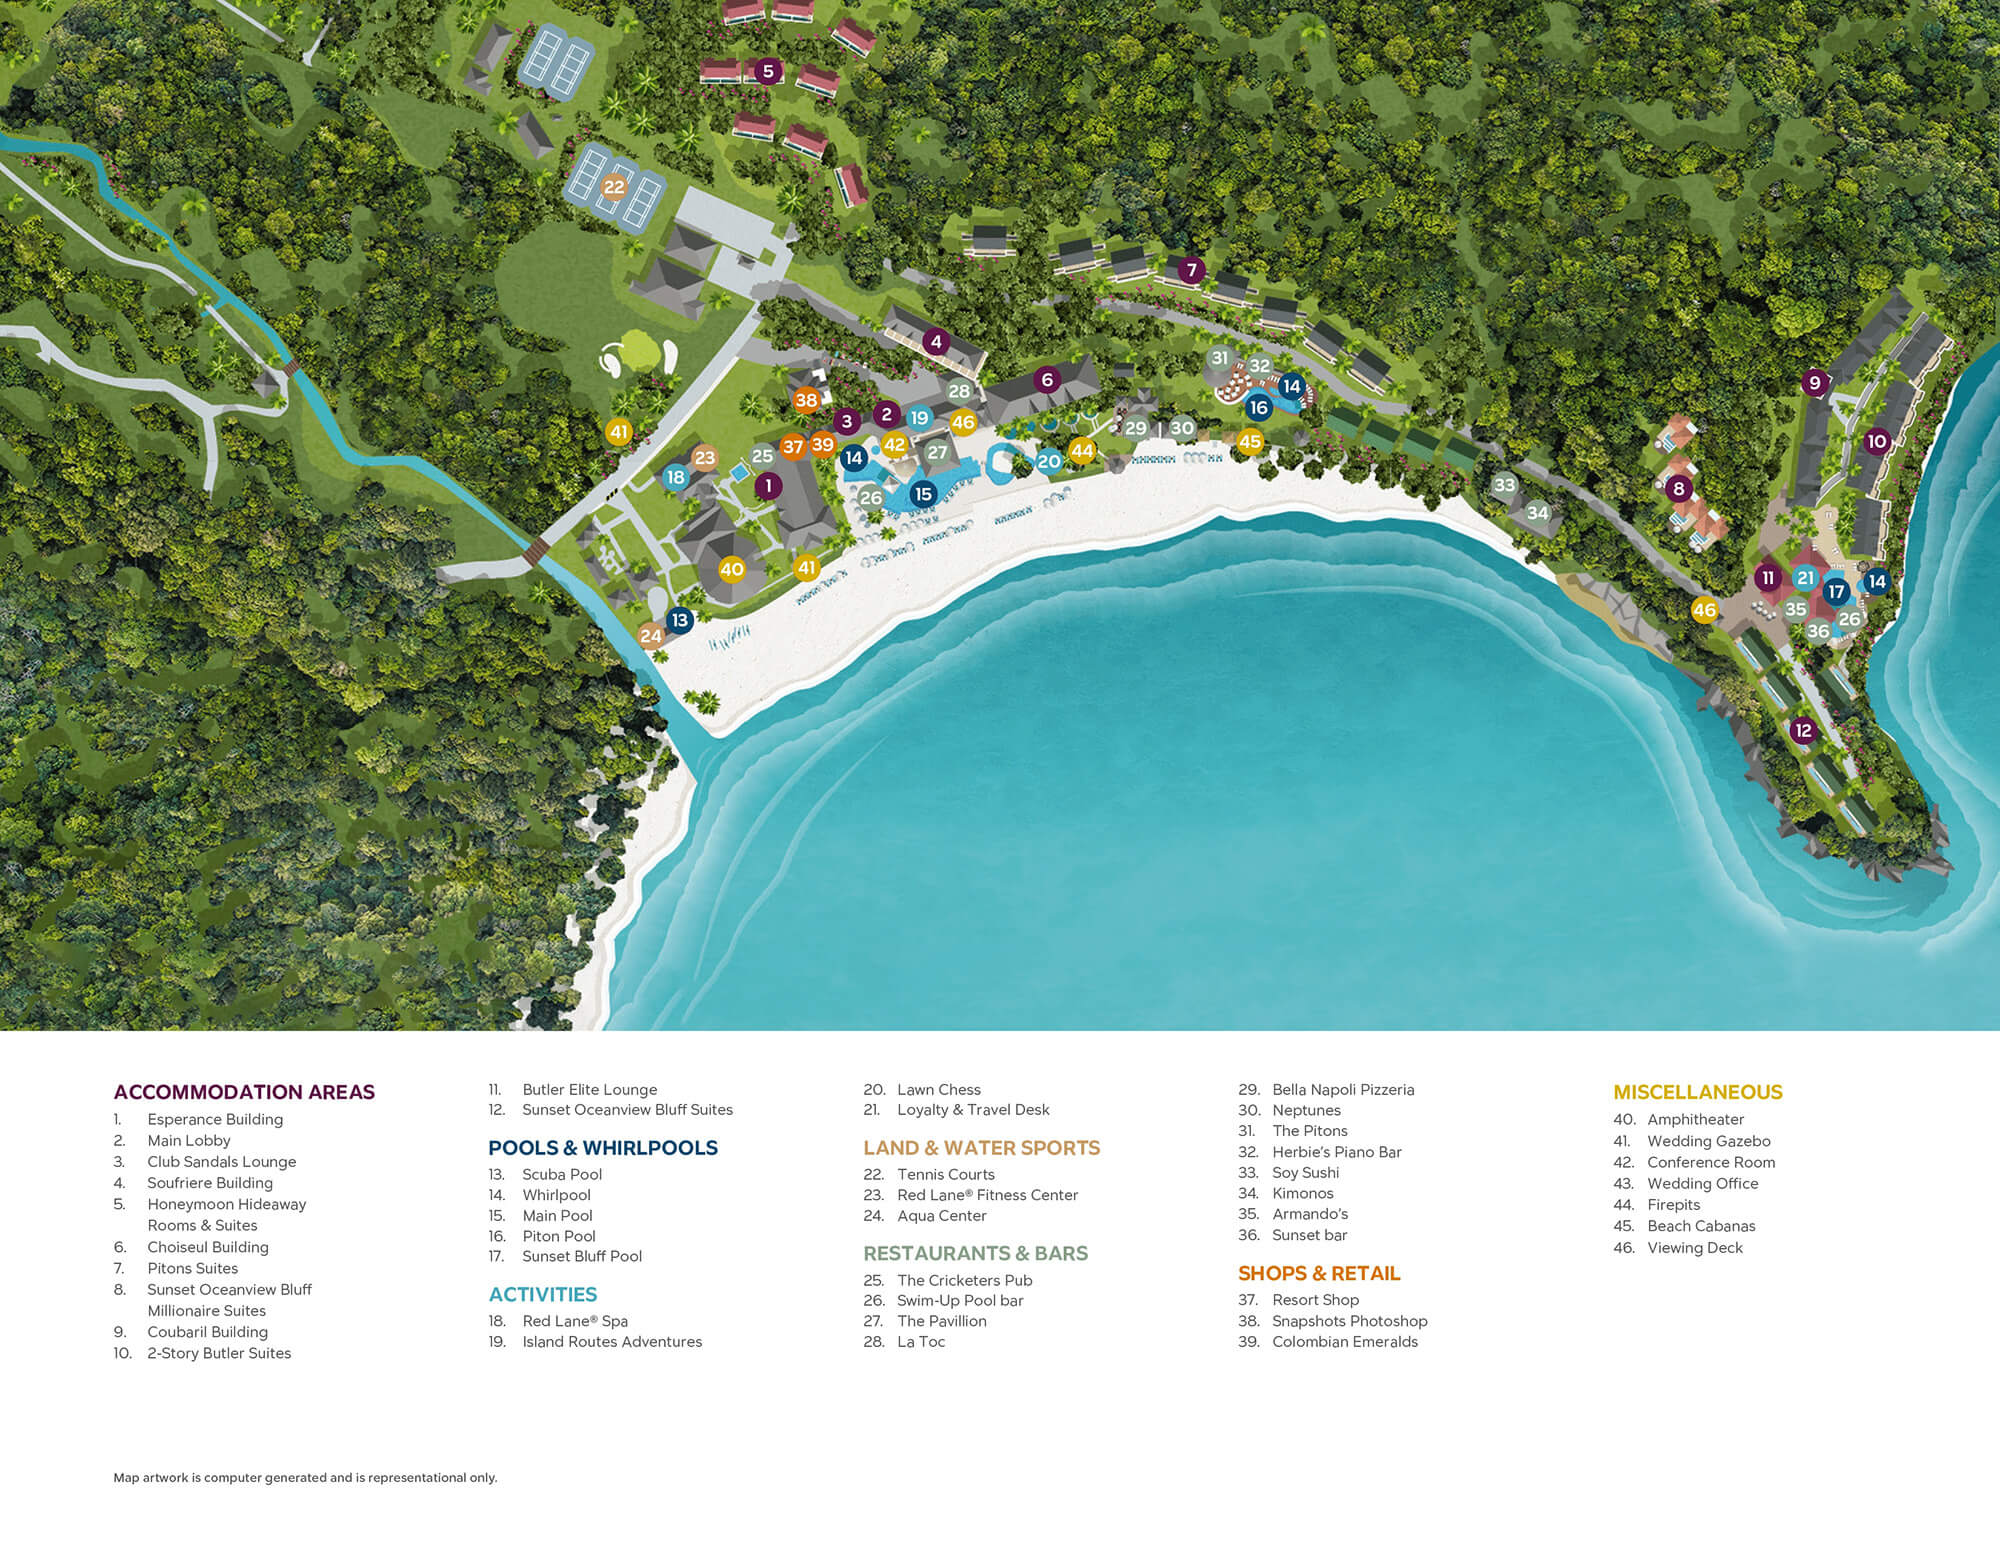 5
22
7
4
6
31
32
14
16
9
38
28
3
2
19
46
41
37
39
42
29
30
45
10
25
14
27
44
20
23
18
1
26
15
33
34
8
40
41
11
21
17
14
46
35
26
36
13
24
12
ACCOMMODATION AREAS
1. Esperance Building
2. Main Lobby
3. Club Sandals Lounge
4. Soufriere Building
5. Honeymoon Hideaway
Rooms & Suites
6. Choiseul Building
7. Pitons Suites
8. Sunset Oceanview Bluff
Millionaire Suites
9. Coubaril Building
10. 2-Story Butler Suites
11. Butler Elite Lounge
12. Sunset Oceanview Bluff Suites
POOLS & WHIRLPOOLS
13. Scuba Pool
14. Whirlpool
15. Main Pool
16. Piton Pool
17. Sunset Bluff Pool
ACTIVITIES
18. Red Lane® Spa
19. Island Routes Adventures
20. Lawn Chess
21. Loyalty & Travel Desk
LAND & WATER SPORTS
22. Tennis Courts
23. Red Lane® Fitness Center
24. Aqua Center
RESTAURANTS & BARS
25. The Cricketers Pub
26. Swim-Up Pool bar
27. The Pavillion
28. La Toc
29. Bella Napoli Pizzeria
30. Neptunes
31. The Pitons
32. Herbie's Piano Bar
33. Soy Sushi
34. Kimonos
35. Armando's
36. Sunset bar
SHOPS & RETAIL
37. Resort Shop
38. Snapshots Photoshop
39. Colombian Emeralds
MISCELLANEOUS
40. Amphitheater
41. Wedding Gazebo
42. Conference Room
43. Wedding Office
44. Firepits
45. Beach Cabanas
46. Viewing Deck
Map artwork is computer generated and is representational only.